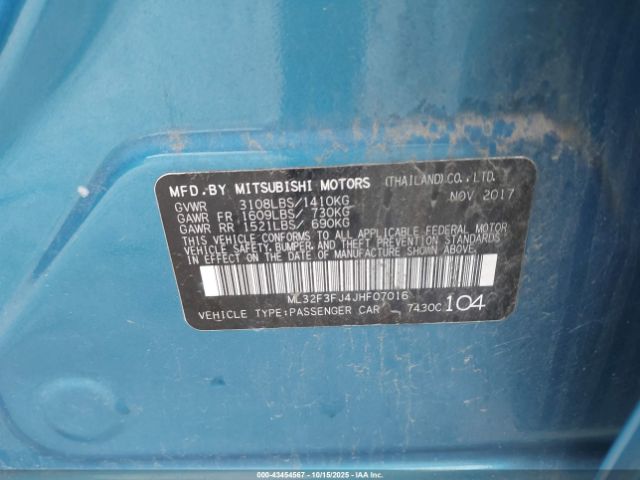 MFD.BY MITSUBISHI MOTORS (THAILAND)CO.,LTD.
NOV 2017
GVWR 3108LBS/1410KG
GAWR FR 1609LBS/ 730KG
GAWR RR 1521LBS/ 690KG
THIS VEHICLE CONFORMS TO ALL APPLICABLE FEDERAL MOTOR
VEHICLE SAFETY, BUMPER, AND THEFT PREVENTION STANDARDS
IN EFFECT ON THE DATE OF MANUFACTURE SHOWN ABOVE.
ML32F3FJ4JHF07016
VEHICLE TYPE:PASSENGER CAR 7430C 104
000-43454567 - 10/15/2025 - IAAI.COM